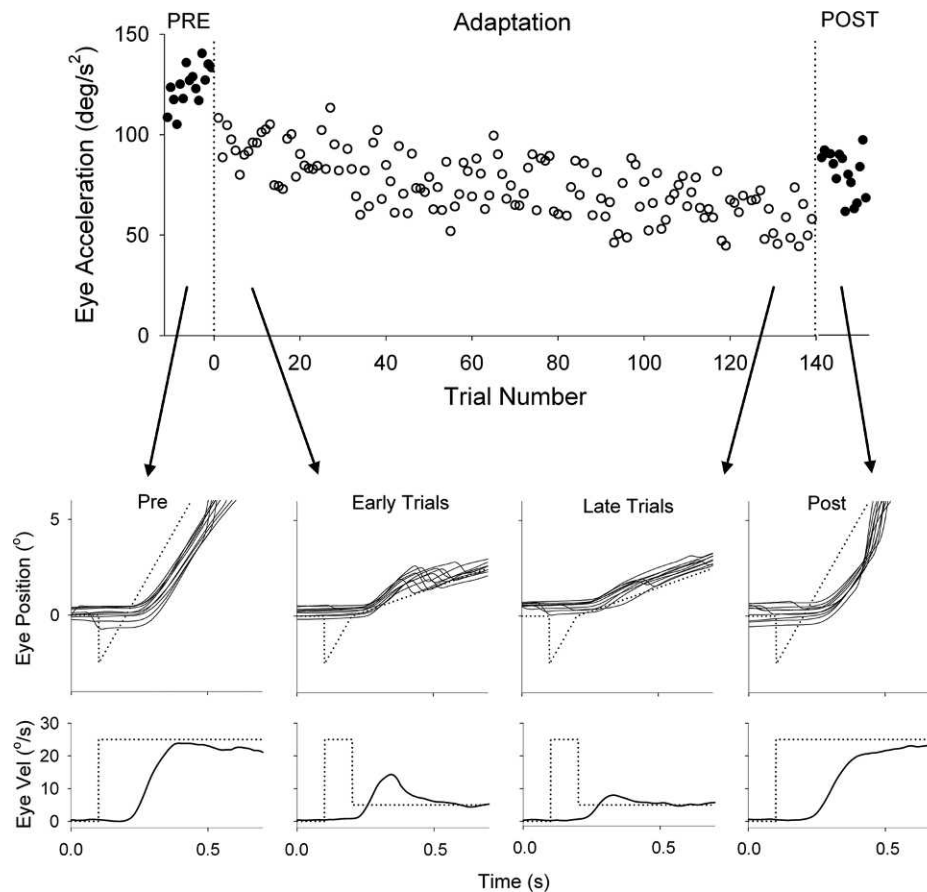 PRE
Adaptation
POST
Eye Acceleration (deg/s²)
150
100
50
0
0 20 40 60 80 100 120 140
Trial Number
Pre
Early Trials
Late Trials
Post
Eye Position (°)
5
0
Eye Vel (°/s)
30
20
10
0
0.0 0.5 0.0 0.5 0.0 0.5 0.0 0.5
Time (s)